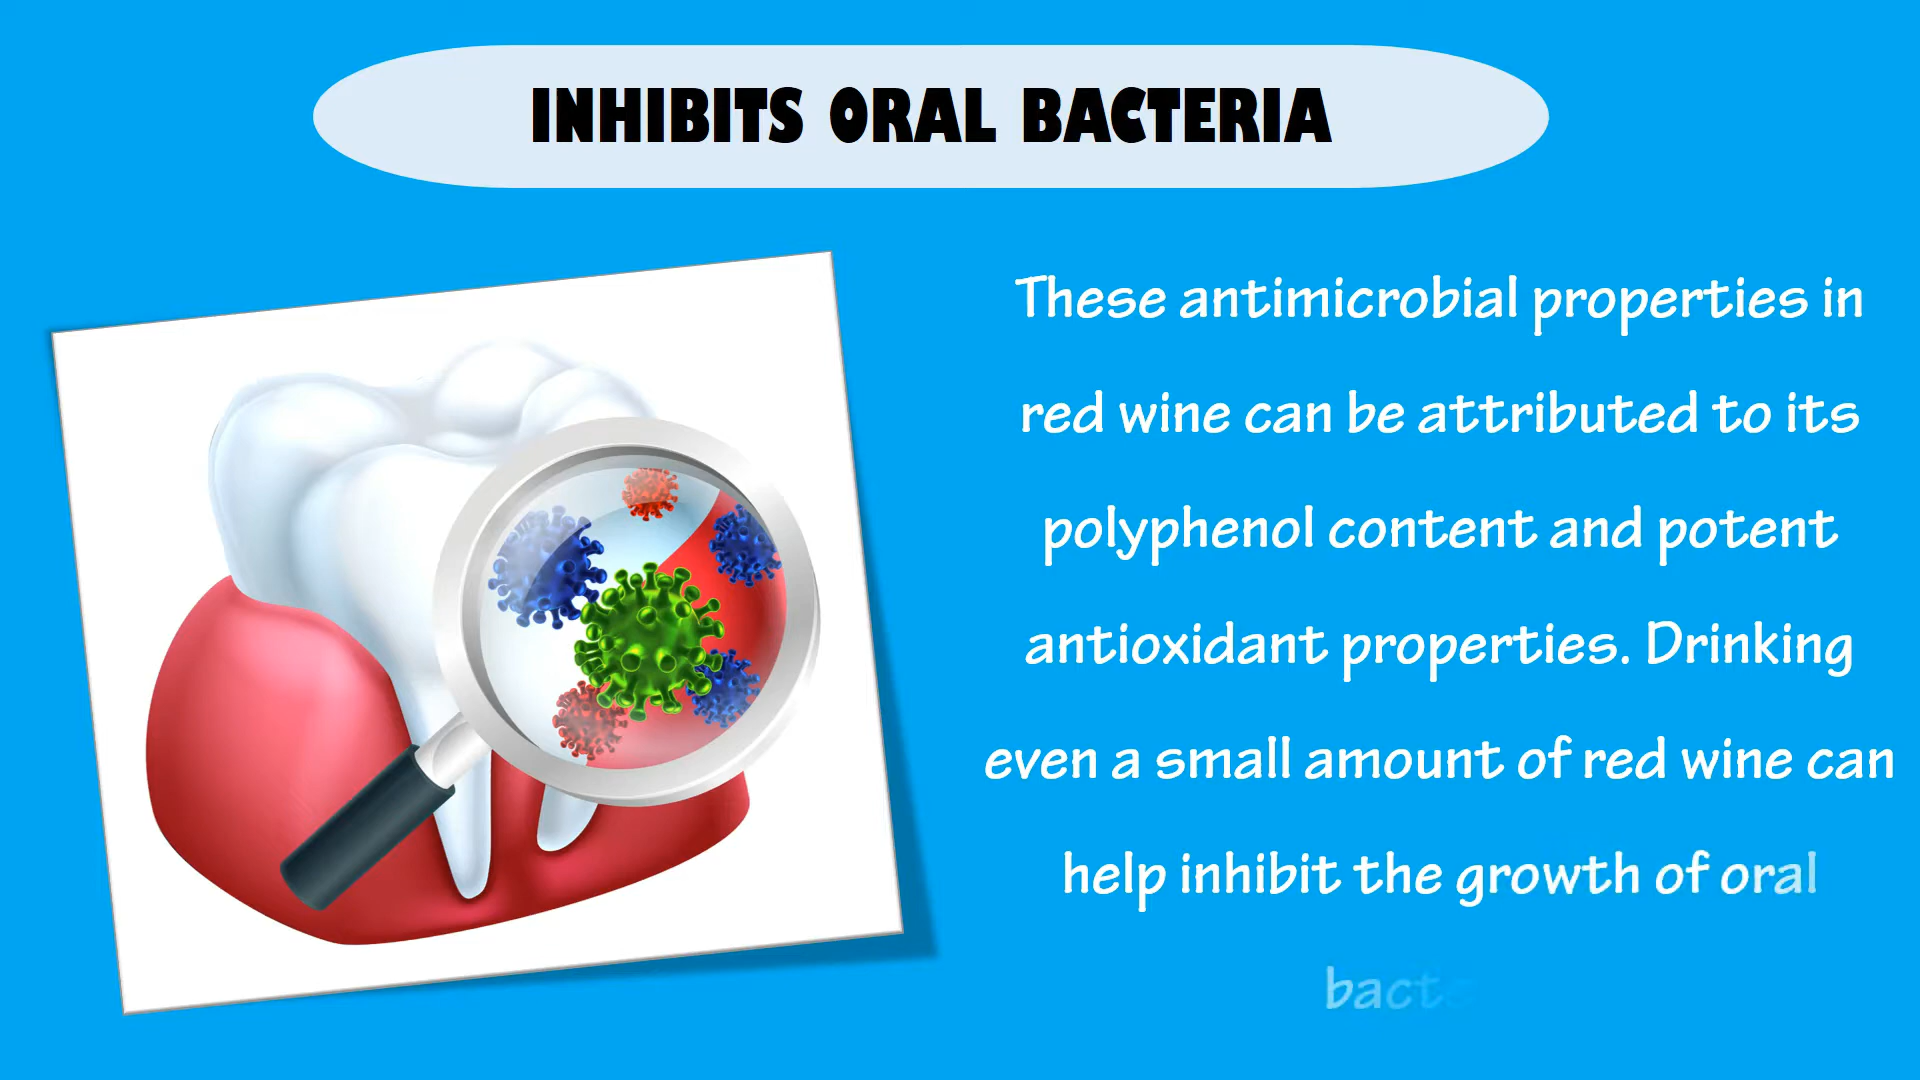 INHIBITS ORAL BACTERIA
These antimicrobial properties in
red wine can be attributed to its
polyphenol content and potent
antioxidant properties. Drinking
even a small amount of red wine can
help inhibit the growth of oral